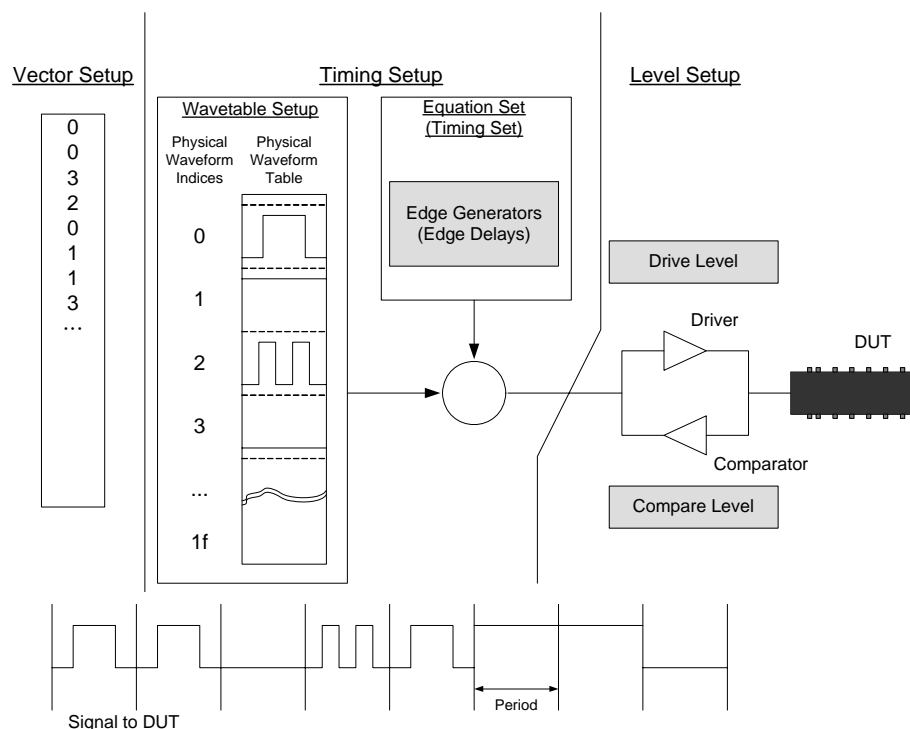 Vector Setup
Timing Setup
Level Setup
0
0
3
2
0
1
1
3
...
Wavetable Setup
Physical
Waveform
Indices
Physical
Waveform
Table
0
1
2
3
...
1f
Equation Set
(Timing Set)
Edge Generators
(Edge Delays)
Drive Level
Driver
DUT
Comparator
Compare Level
Period
Signal to DUT